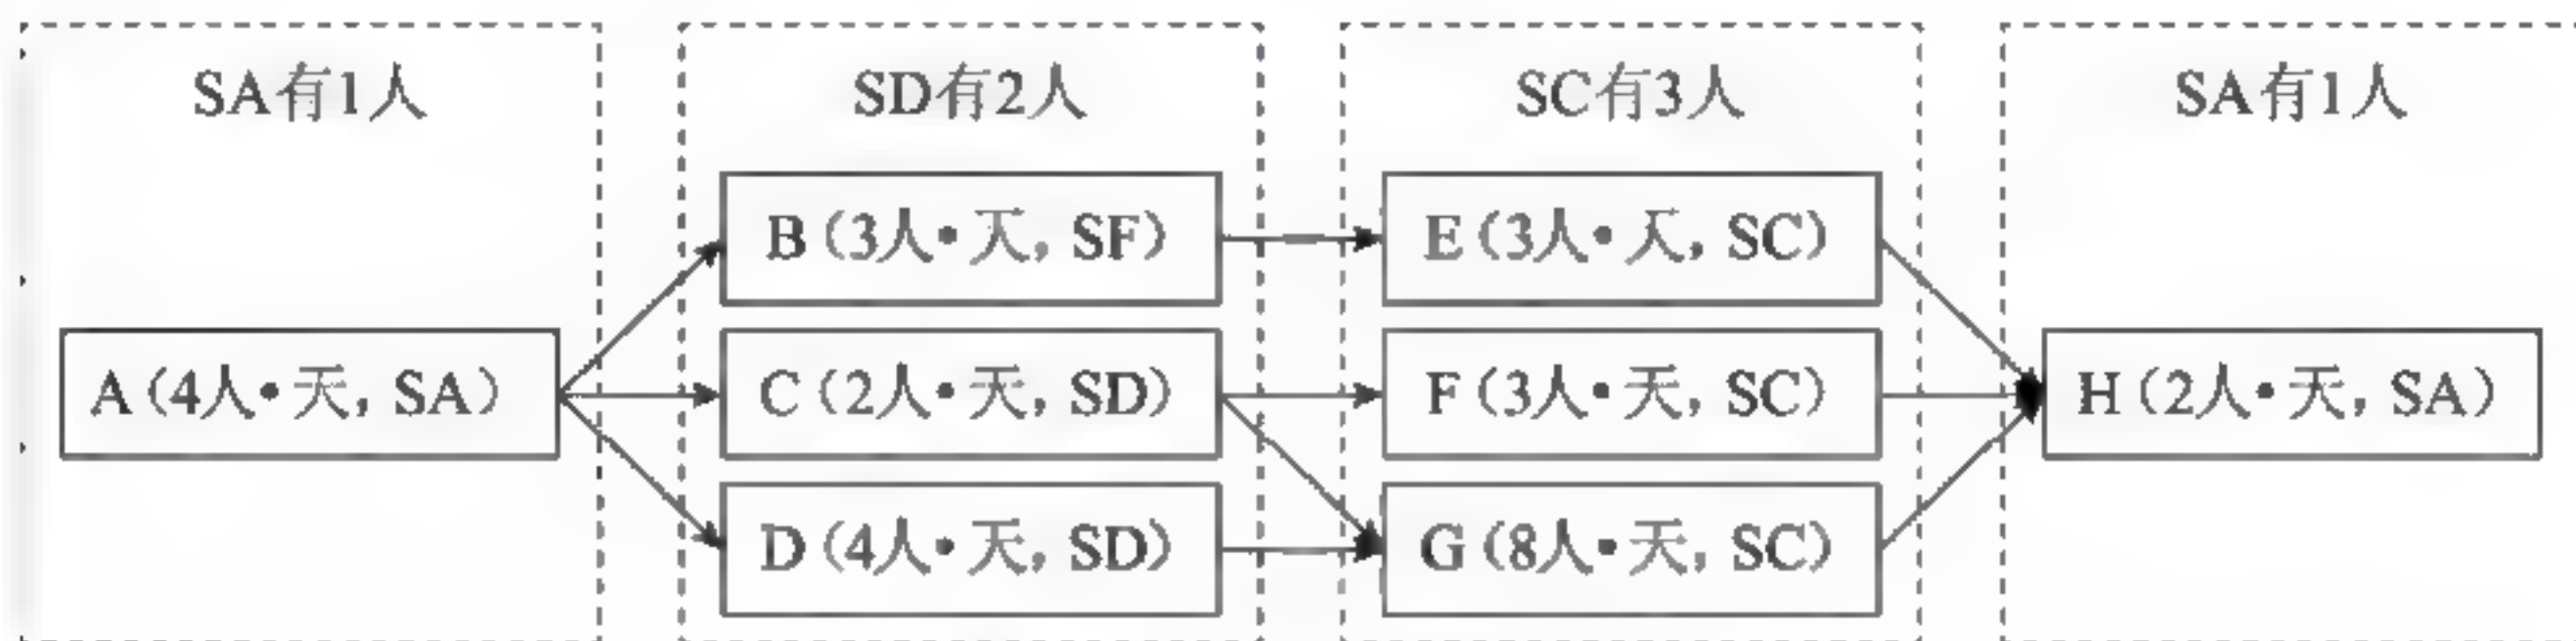 SA有1人
SD有2人
SC有3人
SA有1人
B（3人•天，SF）
E（3人•天，SC）
A（4人•天，SA）
C（2人•天，SD）
F（3人•天，SC）
H（2人•天，SA）
D（4人•天，SD）
G（8人•天，SC）